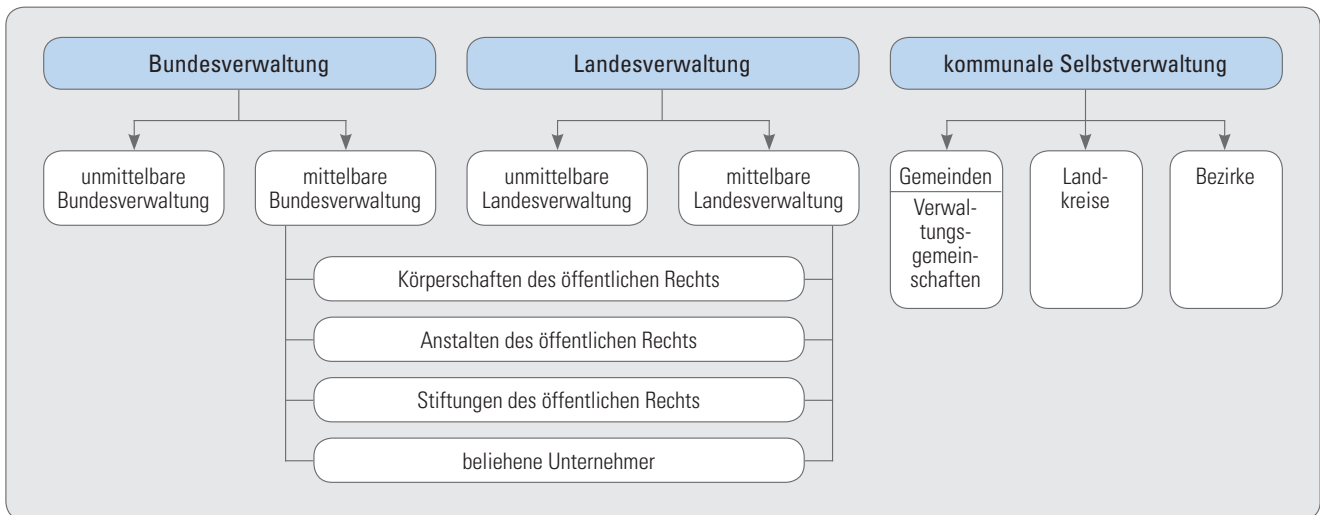 Bundesverwaltung
Landesverwaltung
kommunale Selbstverwaltung
unmittelbare
Bundesverwaltung
mittelbare
Bundesverwaltung
unmittelbare
Landesverwaltung
mittelbare
Landesverwaltung
Gemeinden
Verwal-
tungs-
gemein-
schaften
Land-
kreise
Bezirke
Körperschaften des öffentlichen Rechts
Anstalten des öffentlichen Rechts
Stiftungen des öffentlichen Rechts
beliehene Unternehmer